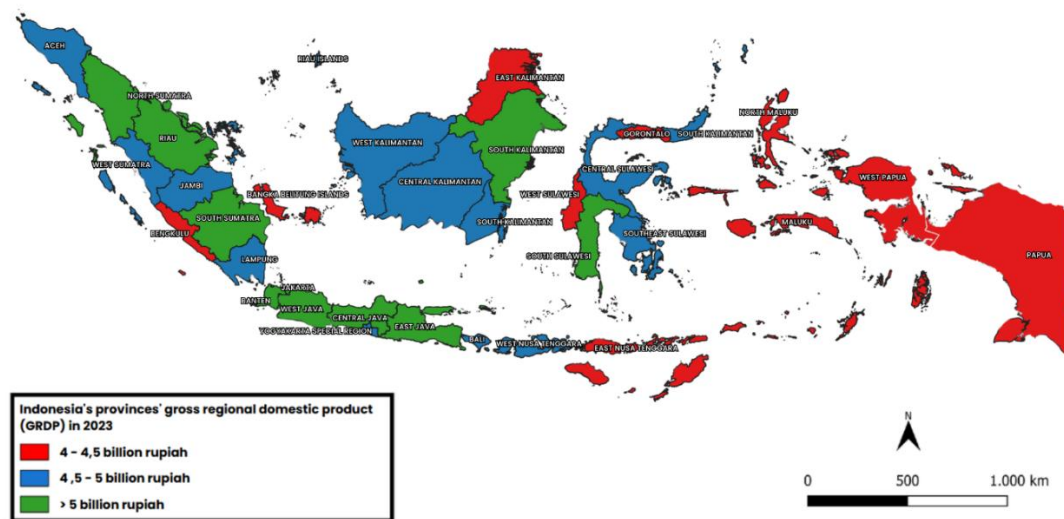 ACEH
RIAU ISLANDS
EAST KALIMANTAN
NORTH SUMATRA
NORTH MALUKU
RIAU
GORONTALO
SOUTH KALIMANTAN
WEST KALIMANTAN
SOUTH KALIMANTAN
WEST SUMATRA
CENTRAL SULAWESI
WEST PAPUA
JAMBI
CENTRAL KALIMANTAN
BANGKA BELITUNG ISLANDS
WEST SULAWESI
SOUTH SUMATRA
SOUTH KALIMANTAN
MALUKU
BENGKULU
SOUTHEAST SULAWESI
LAMPUNG
SOUTH SULAWESI
PAPUA
JAKARTA
BANTEN
WEST JAVA
CENTRAL JAVA
YOGYAKARTA SPECIAL REGION
EAST JAVA
BALI
WEST NUSA TENGGARA
EAST NUSA TENGGARA
Indonesia's provinces' gross regional domestic product
(GRDP) in 2023
4 - 4,5 billion rupiah
4 ,5 - 5 billion rupiah
> 5 billion rupiah
N
0 500 1.000 km